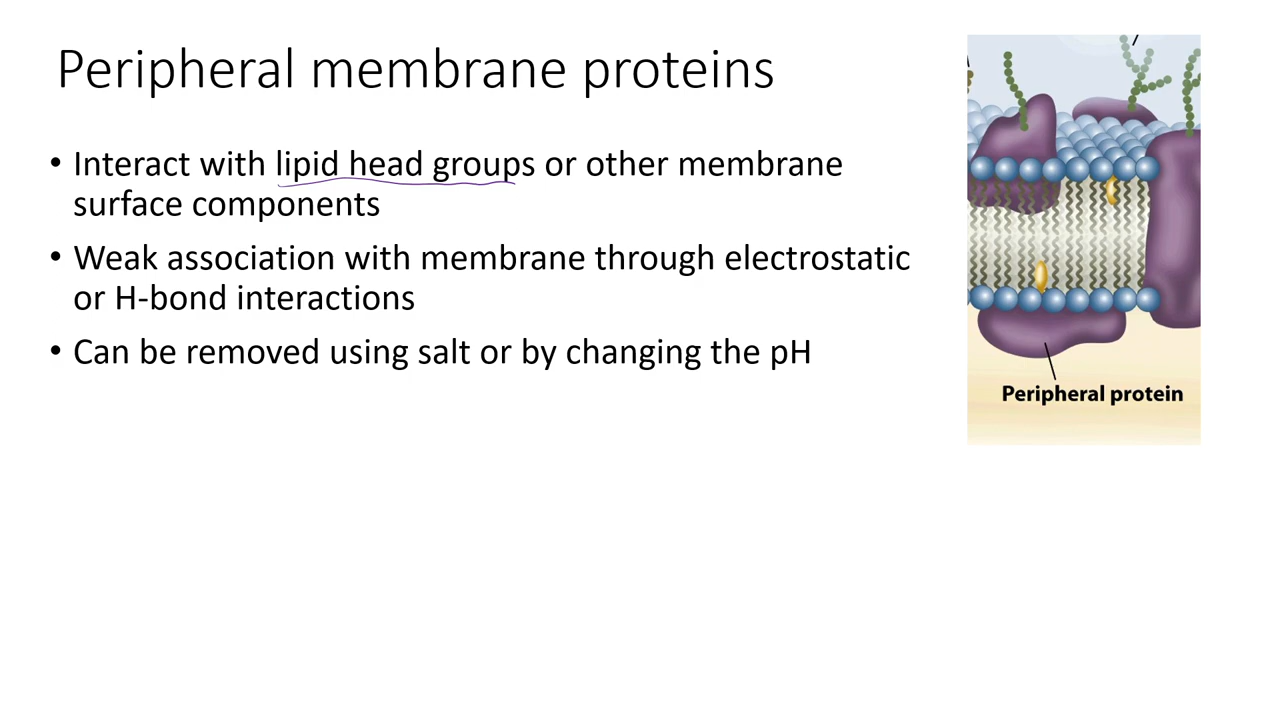 Peripheral membrane proteins
• Interact with lipid head groups or other membrane
surface components
• Weak association with membrane through electrostatic
or H-bond interactions
• Can be removed using salt or by changing the pH
Peripheral protein